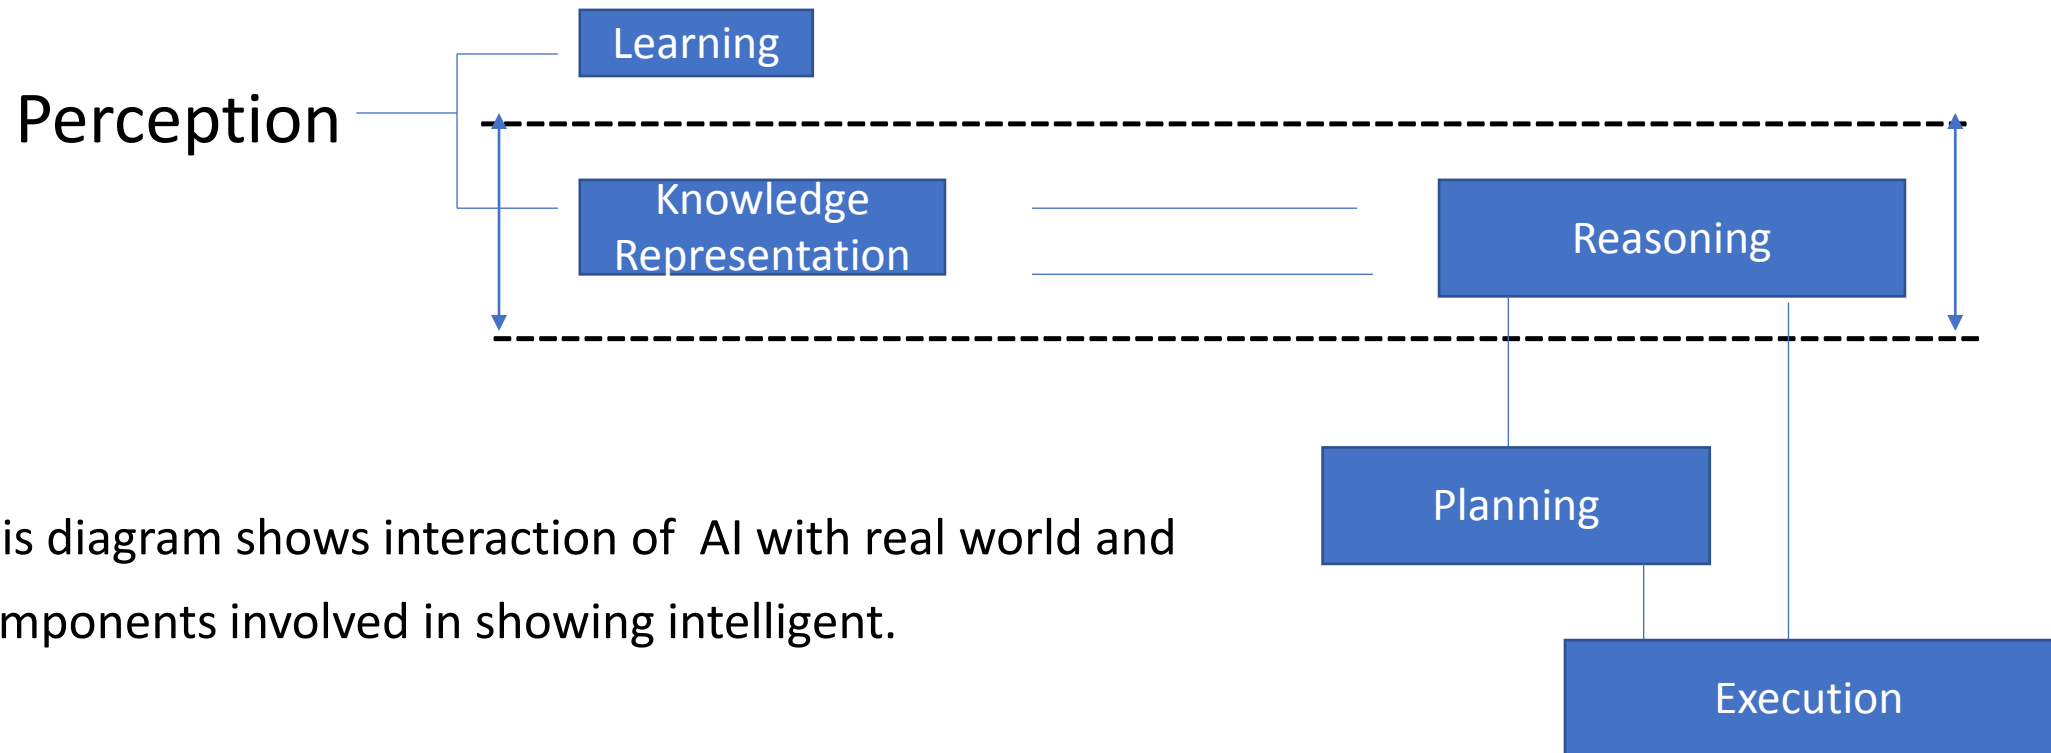 Learning
Perception
Knowledge
Representation
Reasoning
Planning
is diagram shows interaction of AI with real world and
mponents involved in showing intelligent.
Execution